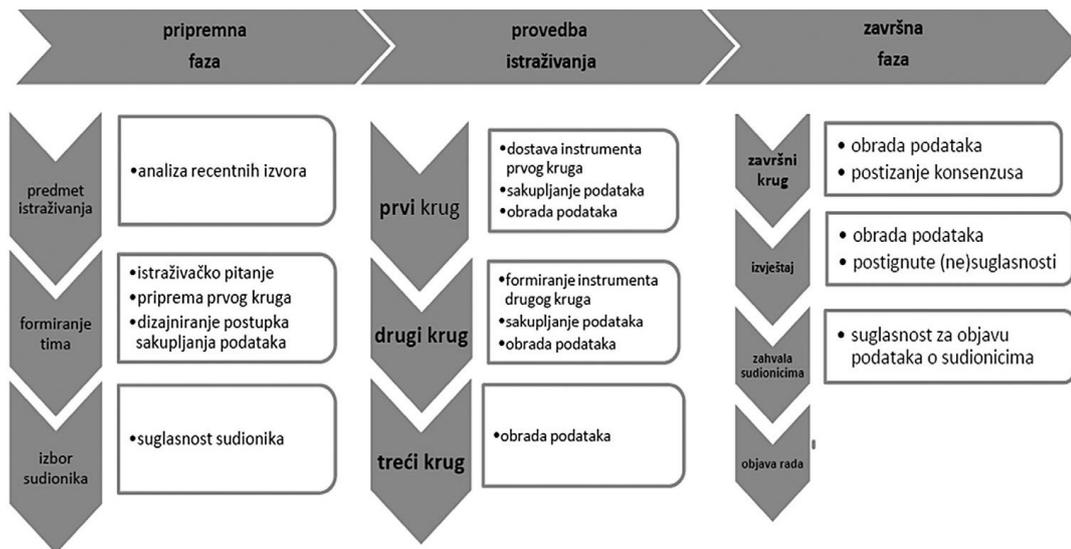 pripremna
faza
provedba
istraživanja
završna
faza
predmet
istraživanja
•analiza recentnih izvora
formiranje
tima
•istraživačko pitanje
•priprema prvog kruga
•dizajniranje postupka
sakupljanja podataka
izbor
sudionika
•suglasnost sudionika
prvi krug
•dostava instrumenta
prvog kruga
•sakupljanje podataka
•obrada podataka
drugi krug
•formiranje instrumenta
drugog kruga
•sakupljanje podataka
•obrada podataka
treći krug
•obrada podataka
završni
krug
• obrada podataka
• postizanje konsenzusa
izvještaj
• obrada podataka
• postignute (ne)suglasnosti
zahvala
sudionicima
• suglasnost za objavu
podataka o sudionicima
objava rada